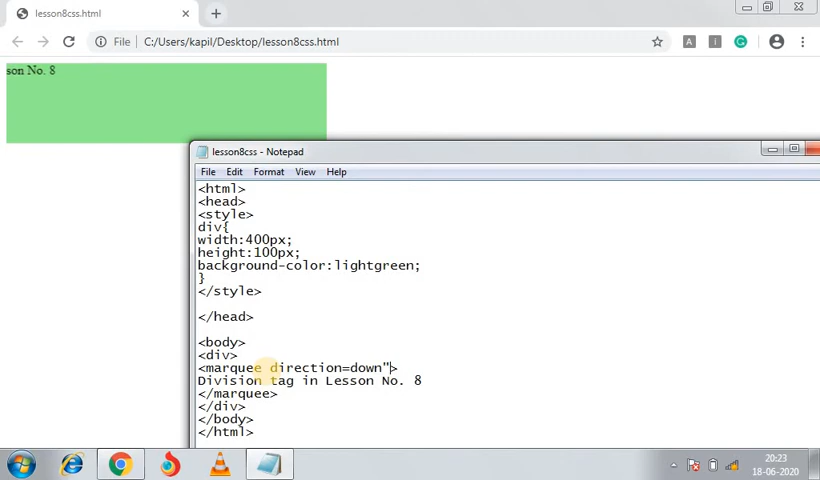 lesson8css.html
File C:/Users/kapil/Desktop/lesson8css.html
son No. 8
lesson8css - Notepad
File Edit Format View Help
<html>
<head>
<style>
div{
width:400px;
height:100px;
background-color:lightgreen;
}
</style>
</head>
<body>
<div>
<marquee direction=down">
Division tag in Lesson No. 8
</marquee>
</div>
</body>
</html>
20:23
18-06-2020